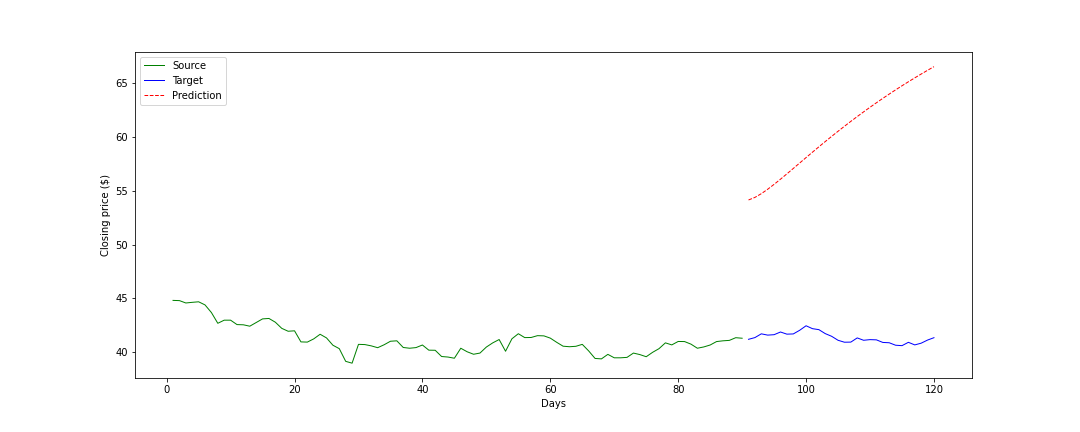 Source
Target
Prediction
65
60
55
50
45
40
Closing price ($)
0 20 40 60 80 100 120
Days